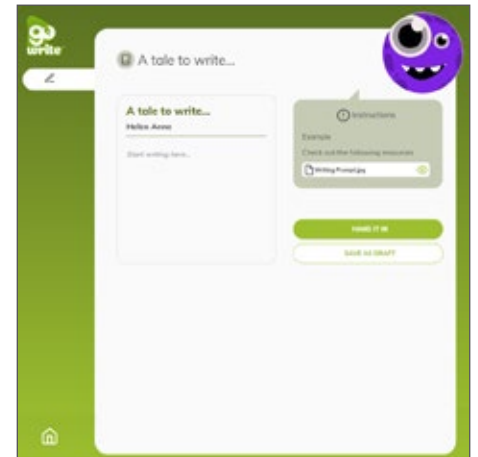 go
write
A tale to write...
A tale to write...
Helen Anne
Start writing here...
Instructions
Example
Check out the following resources
Writing Prompt.jpg
HAND IT IN
SAVE AS DRAFT